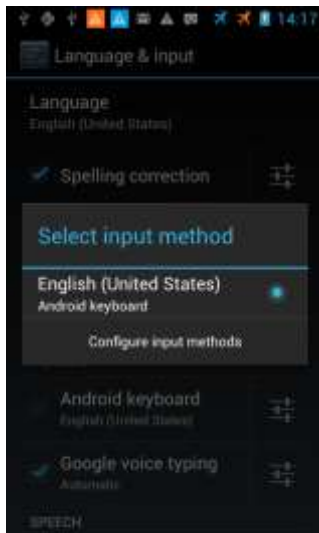 14:17
Language & input
Language
English (United States)
Spelling correction
Select input method
English (United States)
Android keyboard
Configure input methods
Android keyboard
English (United States)
Google voice typing
Automatic
SPEECH